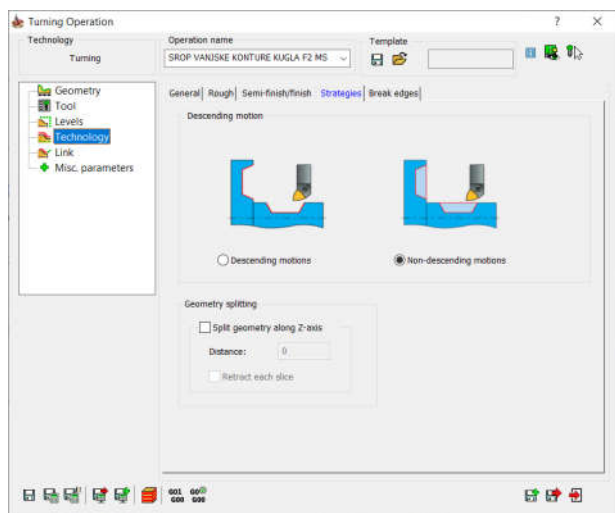 Turning Operation
?
Technology
Turning
Operation name
SROP VANJSKE KONTURE KUGLA F2 MS
Template
Geometry
Tool
Levels
Technology
Link
Misc. parameters
General
Rough
Semi-finish/finish
Strategies
Break edges
Descending motion
Descending motions
Non-descending motions
Geometry splitting
Split geometry along Z-axis
Distance:
0
Retract each slice
G01 G00
G00 G00